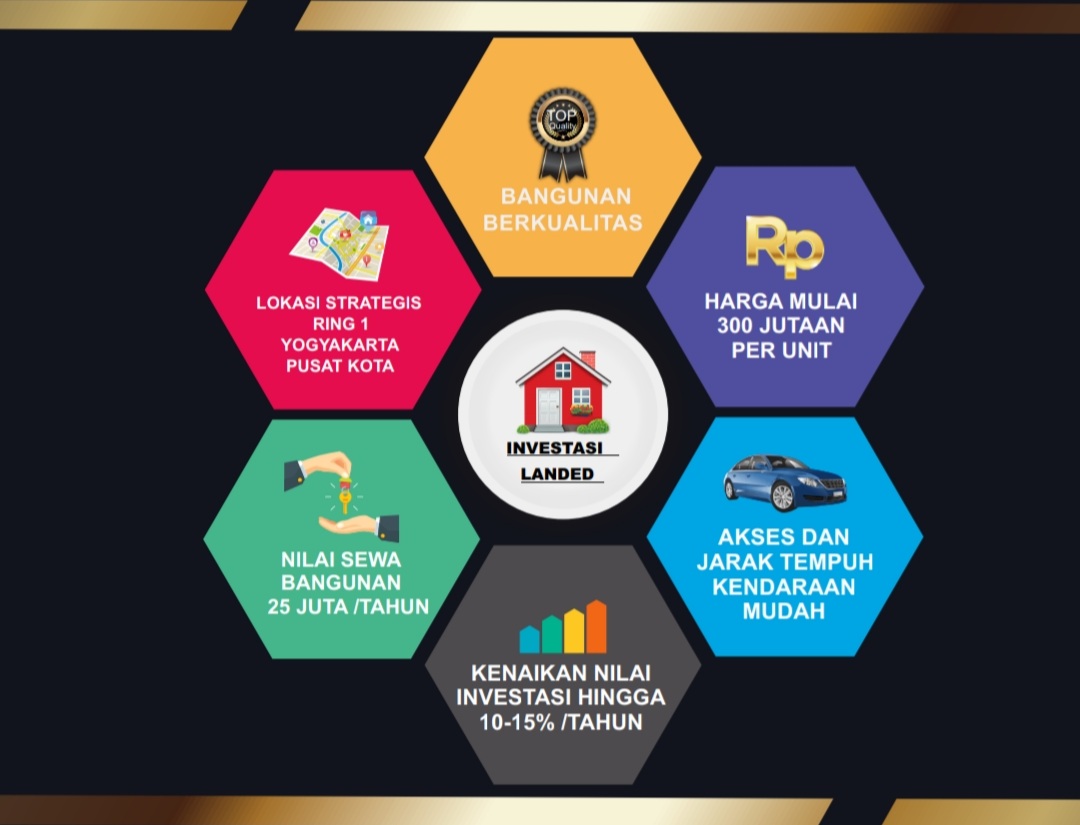 TOP
Quality
BANGUNAN
BERKUALITAS
LOKASI STRATEGIS
RING 1
YOGYAKARTA
PUSAT KOTA
Rp
HARGA MULAI
300 JUTAAN
PER UNIT
INVESTASI
LANDED
NILAI SEWA
BANGUNAN
25 JUTA /TAHUN
AKSES DAN
JARAK TEMPUH
KENDARAAN
MUDAH
KENAIKAN NILAI
INVESTASI HINGGA
10-15% /TAHUN